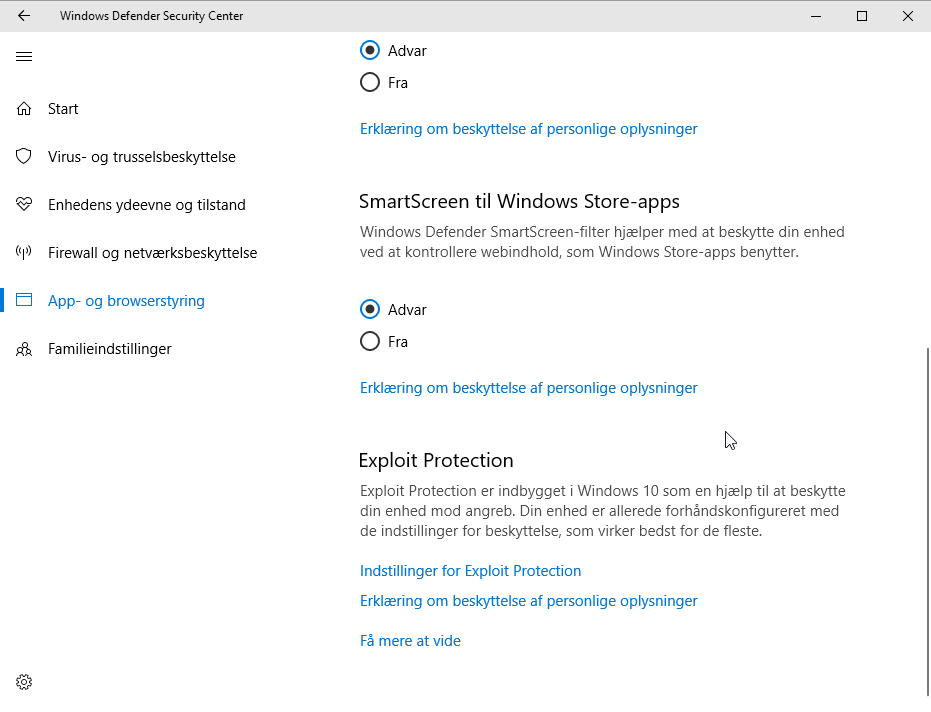 Windows Defender Security Center
Start
Virus- og trusselsbeskyttelse
Enhedens ydeevne og tilstand
Firewall og netværksbeskyttelse
App- og browserstyring
Familieindstillinger
Advar
Fra
Erklæring om beskyttelse af personlige oplysninger
SmartScreen til Windows Store-apps
Windows Defender SmartScreen-filter hjælper med at beskytte din enhed
ved at kontrollere webindhold, som Windows Store-apps benytter.
Advar
Fra
Erklæring om beskyttelse af personlige oplysninger
Exploit Protection
Exploit Protection er indbygget i Windows 10 som en hjælp til at beskytte
din enhed mod angreb. Din enhed er allerede forhåndskonfigureret med
de indstillinger for beskyttelse, som virker bedst for de fleste.
Indstillinger for Exploit Protection
Erklæring om beskyttelse af personlige oplysninger
Få mere at vide